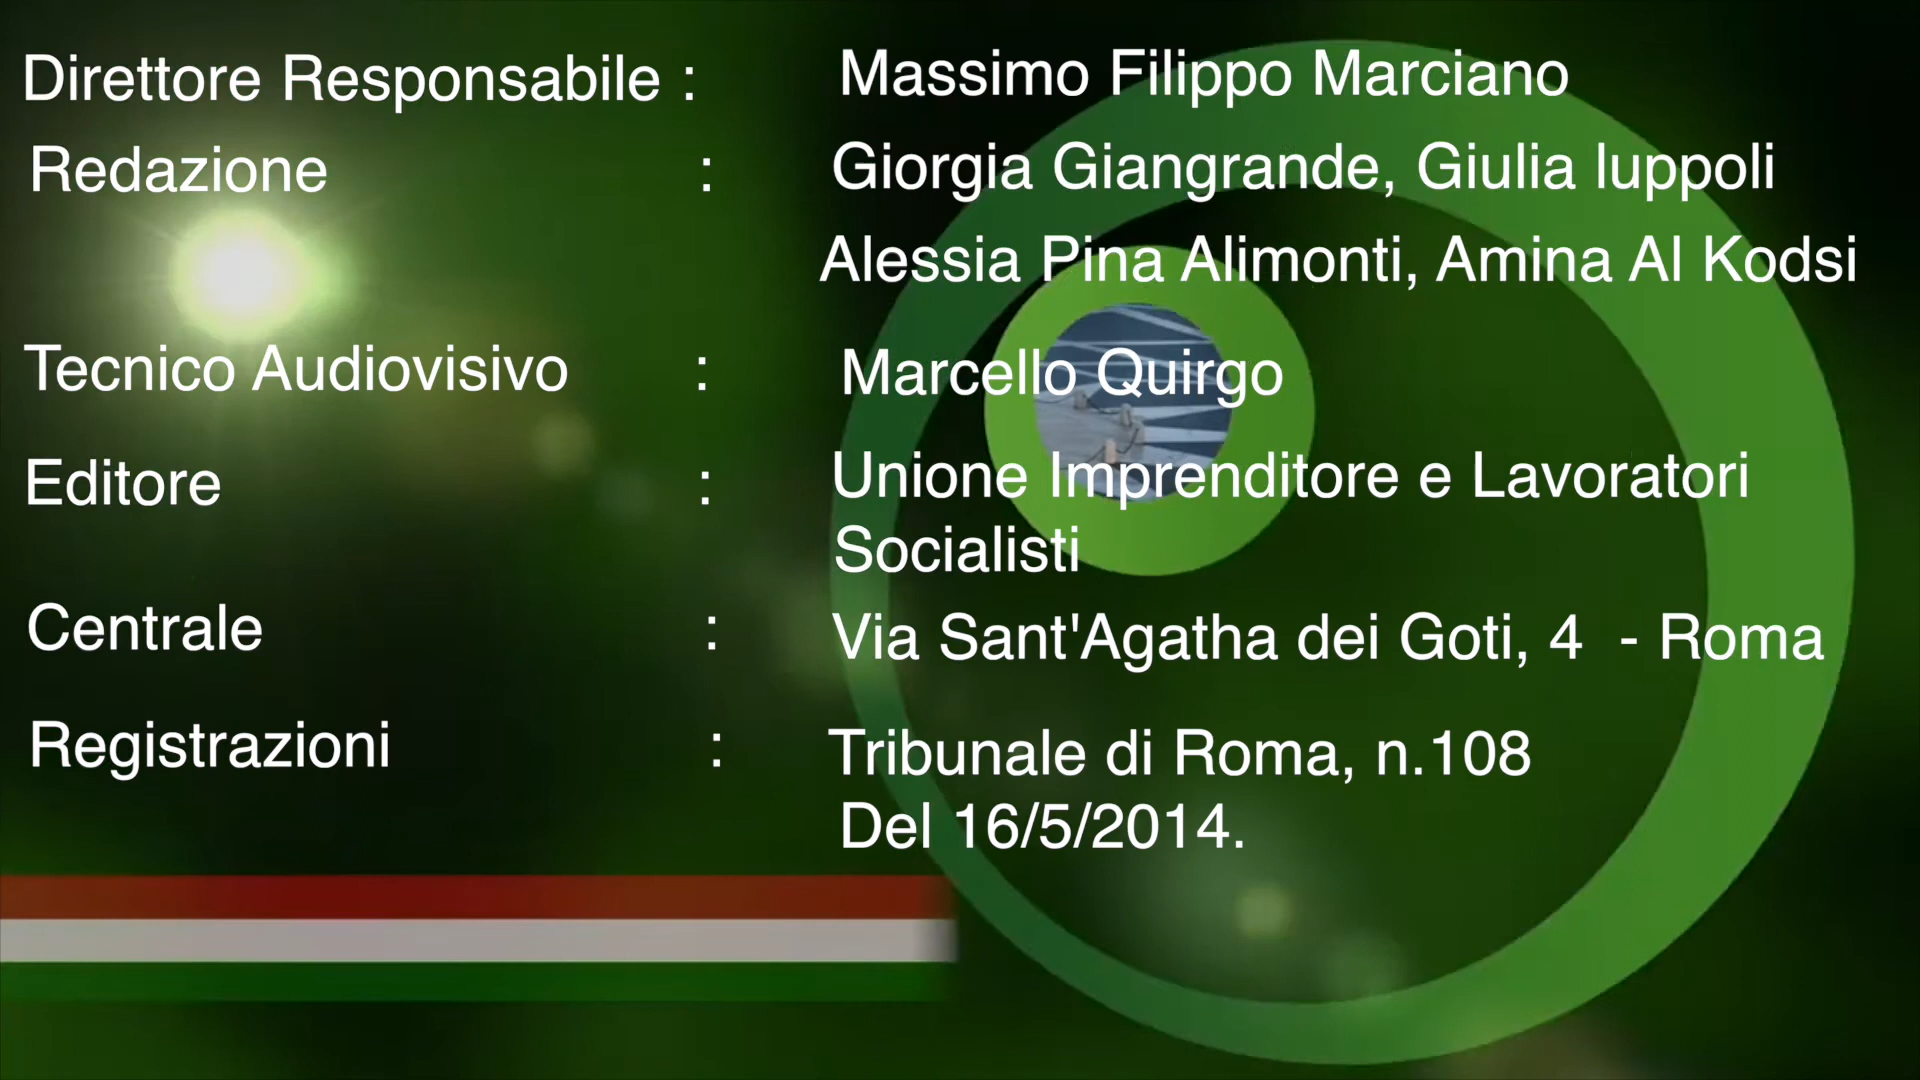 Direttore Responsabile : Massimo Filippo Marciano
Redazione : Giorgia Giangrande, Giulia Iuppoli
Alessia Pina Alimonti, Amina Al Kodsi
Tecnico Audiovisivo : Marcello Quirgo
Editore : Unione Imprenditore e Lavoratori
Socialisti
Centrale : Via Sant'Agatha dei Goti, 4 - Roma
Registrazioni : Tribunale di Roma, n.108
Del 16/5/2014.